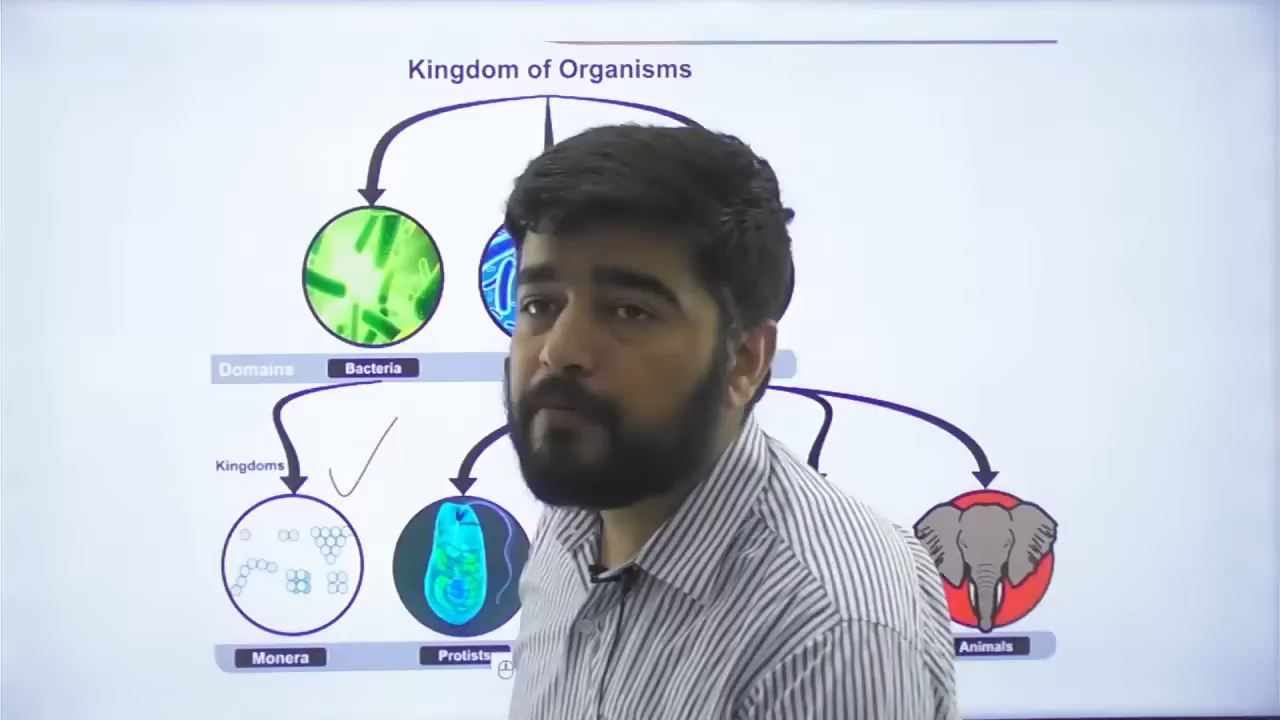 Kingdom of Organisms
Domains Bacteria
Kingdoms
Monera Protists Animals